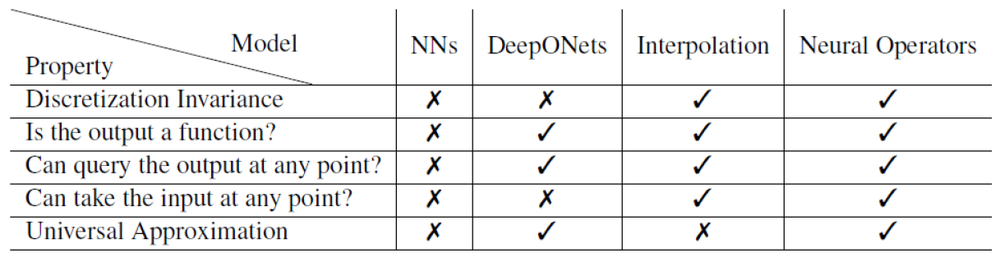 Model NNs DeepONets Interpolation Neural Operators
Property
Discretization Invariance ✗ ✗ ✓ ✓
Is the output a function? ✗ ✓ ✓ ✓
Can query the output at any point? ✗ ✓ ✓ ✓
Can take the input at any point? ✗ ✗ ✓ ✓
Universal Approximation ✗ ✓ ✗ ✓